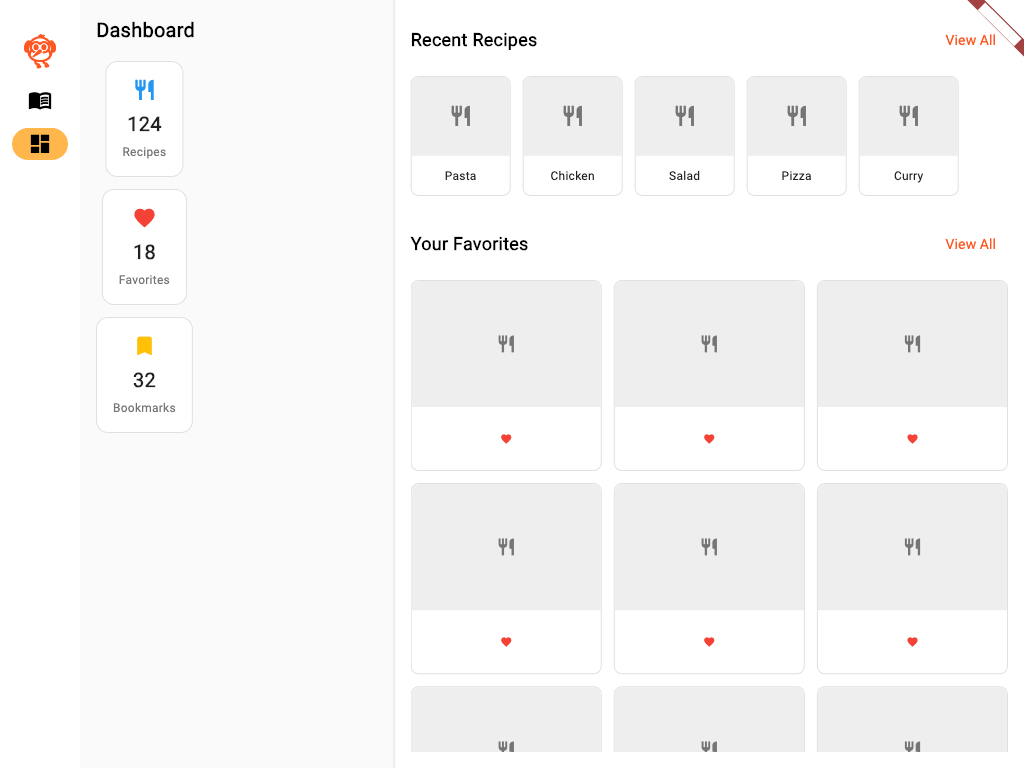 Dashboard
124
Recipes
18
Favorites
32
Bookmarks
Recent Recipes
View All
Pasta
Chicken
Salad
Pizza
Curry
Your Favorites
View All